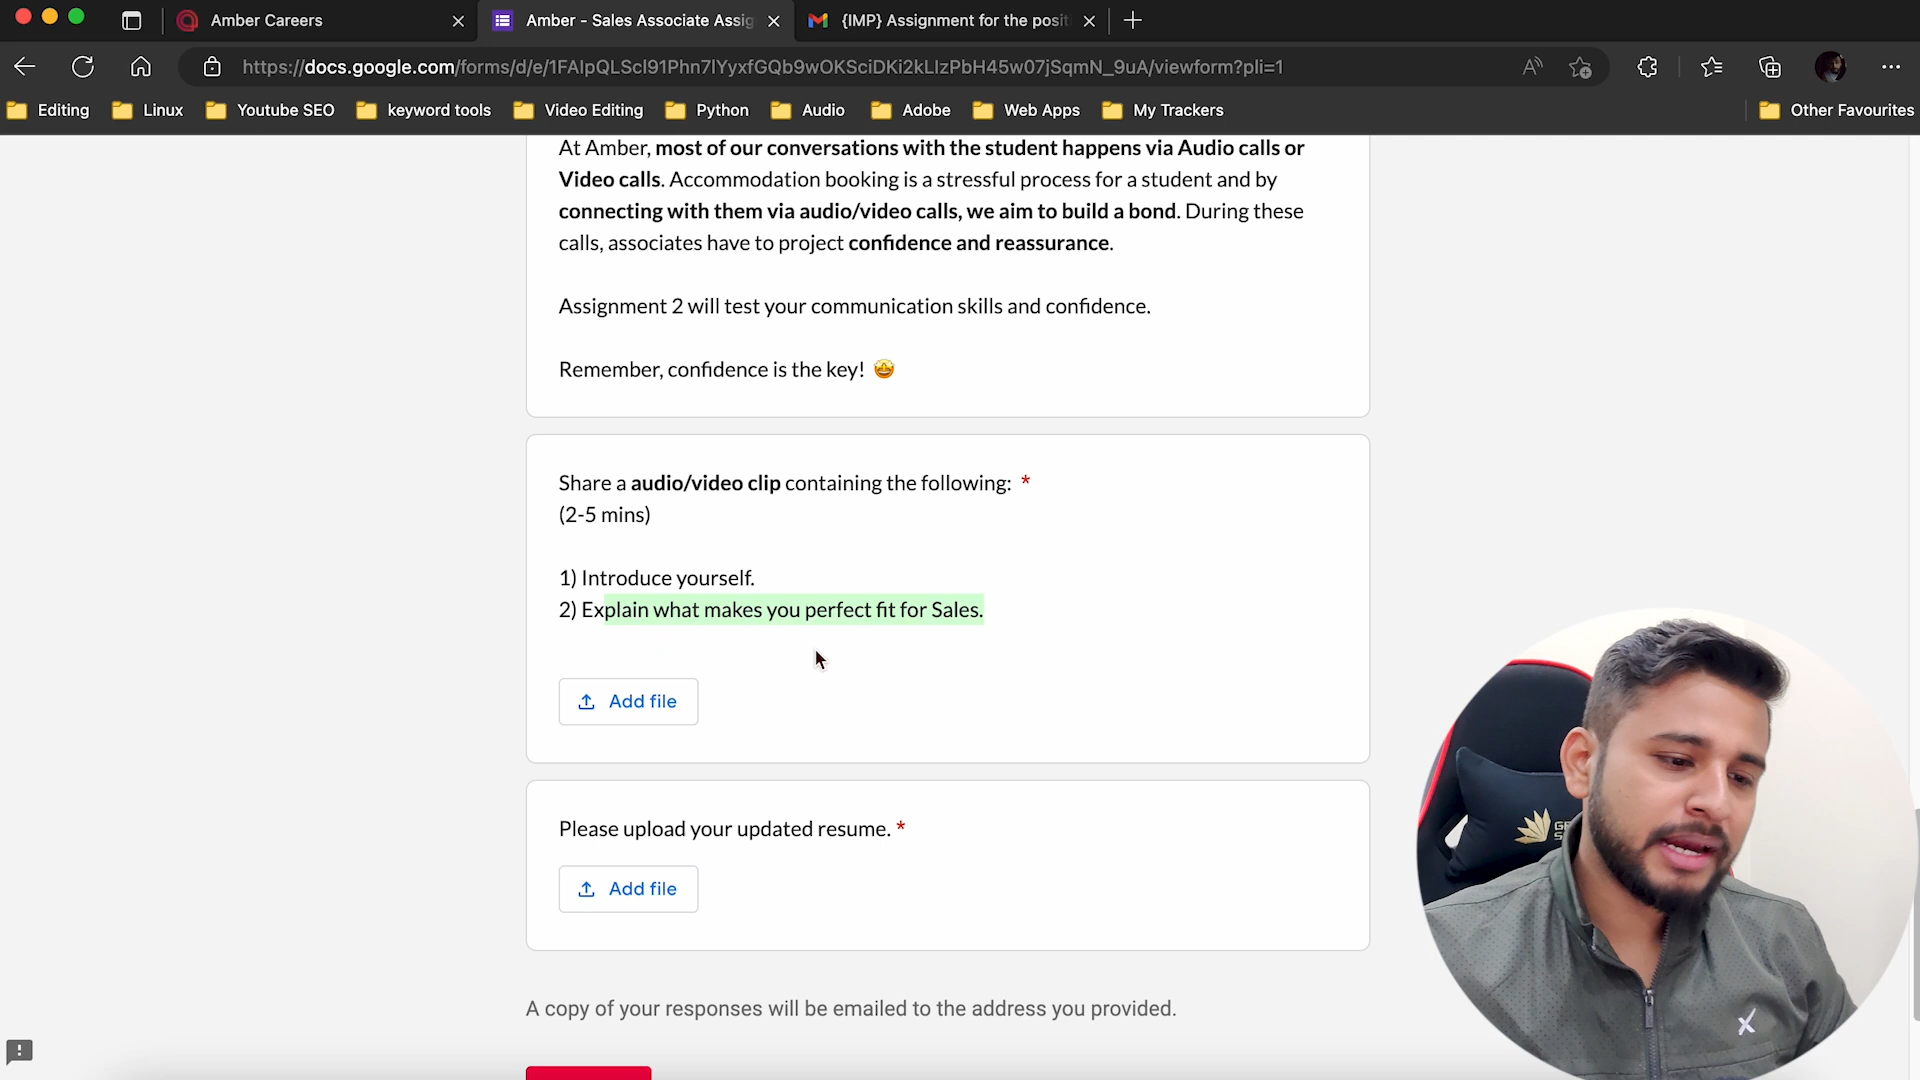 Amber Careers
Amber - Sales Associate Assig
{IMP} Assignment for the posit
https://docs.google.com/forms/d/e/1FAIpQLScl91Phn7lYyxfGQb9wOKSciDKi2kLIzPbH45w07jSqmN_9uA/viewform?pli=1
Editing Linux Youtube SEO keyword tools Video Editing Python Audio Adobe Web Apps My Trackers Other Favourites
At Amber, most of our conversations with the student happens via Audio calls or
Video calls. Accommodation booking is a stressful process for a student and by
connecting with them via audio/video calls, we aim to build a bond. During these
calls, associates have to project confidence and reassurance.
Assignment 2 will test your communication skills and confidence.
Remember, confidence is the key! 🤩
Share a audio/video clip containing the following: *
(2-5 mins)
1) Introduce yourself.
2) Explain what makes you perfect fit for Sales.
Add file
Please upload your updated resume. *
Add file
A copy of your responses will be emailed to the address you provided.